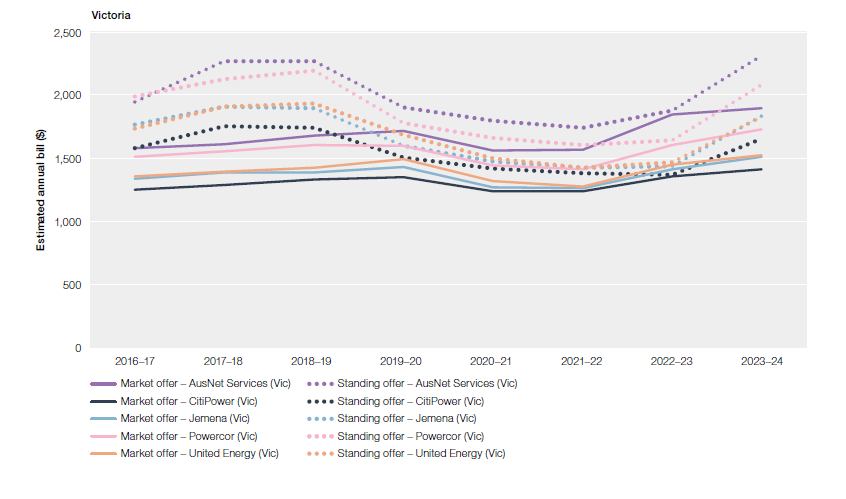 Victoria
Estimated annual bill ($)
2,500
2,000
1,500
1,000
500
0
2016–17 2017–18 2018–19 2019–20 2020–21 2021–22 2022–23 2023–24
Market offer – AusNet Services (Vic) Standing offer – AusNet Services (Vic)
Market offer – CitiPower (Vic) Standing offer – CitiPower (Vic)
Market offer – Jemena (Vic) Standing offer – Jemena (Vic)
Market offer – Powercor (Vic) Standing offer – Powercor (Vic)
Market offer – United Energy (Vic) Standing offer – United Energy (Vic)